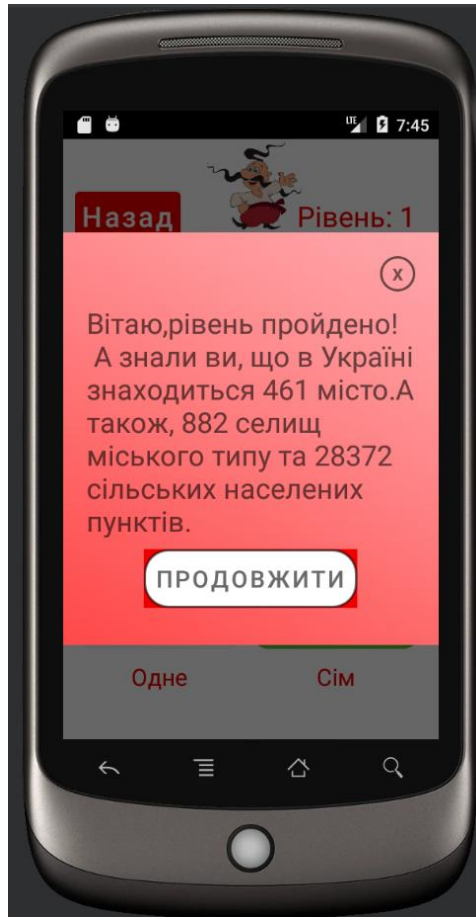 LTE 7:45
Назад Рівень: 1
x
Вітаю,рівень пройдено!
А знали ви, що в Україні
знаходиться 461 місто.А
також, 882 селищ
міського типу та 28372
сільських населених
пунктів.
ПРОДОВЖИТИ
Одне Сім